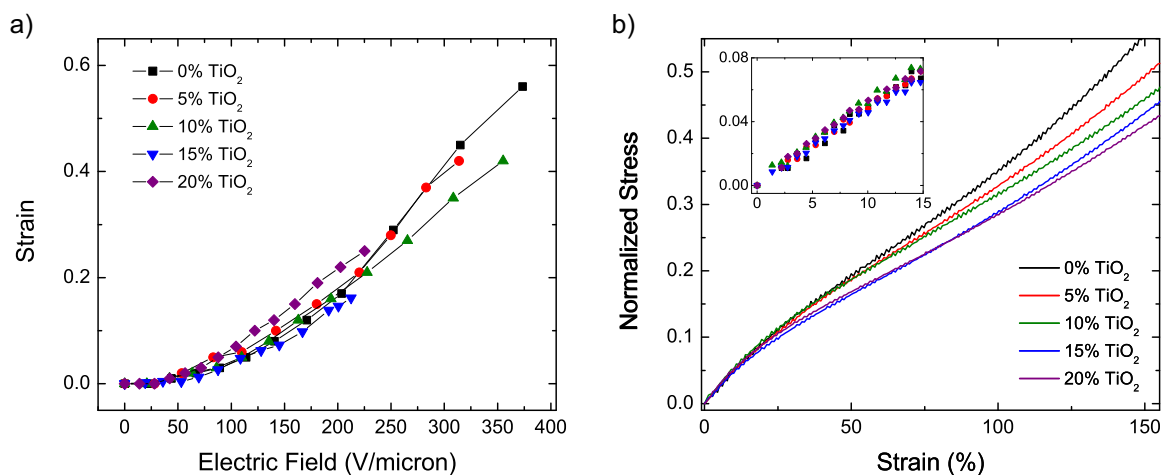 a)
Strain
0.6
0.4
0.2
0.0
0% TiO₂
5% TiO₂
10% TiO₂
15% TiO₂
20% TiO₂
0 50 100 150 200 250 300 350 400
Electric Field (V/micron)
b)
Normalized Stress
0.5
0.4
0.3
0.2
0.1
0.0
0.08
0.04
0.00
0 5 10 15
0% TiO₂
5% TiO₂
10% TiO₂
15% TiO₂
20% TiO₂
0 50 100 150
Strain (%)